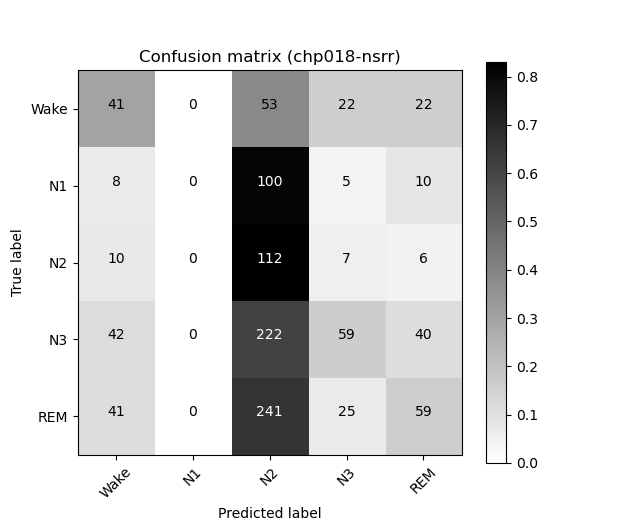 Confusion matrix (chp018-nsrr)
True label
Wake 41 0 53 22 22
N1 8 0 100 5 10
N2 10 0 112 7 6
N3 42 0 222 59 40
REM 41 0 241 25 59
Wake N1 N2 N3 REM
Predicted label
0.8
0.7
0.6
0.5
0.4
0.3
0.2
0.1
0.0